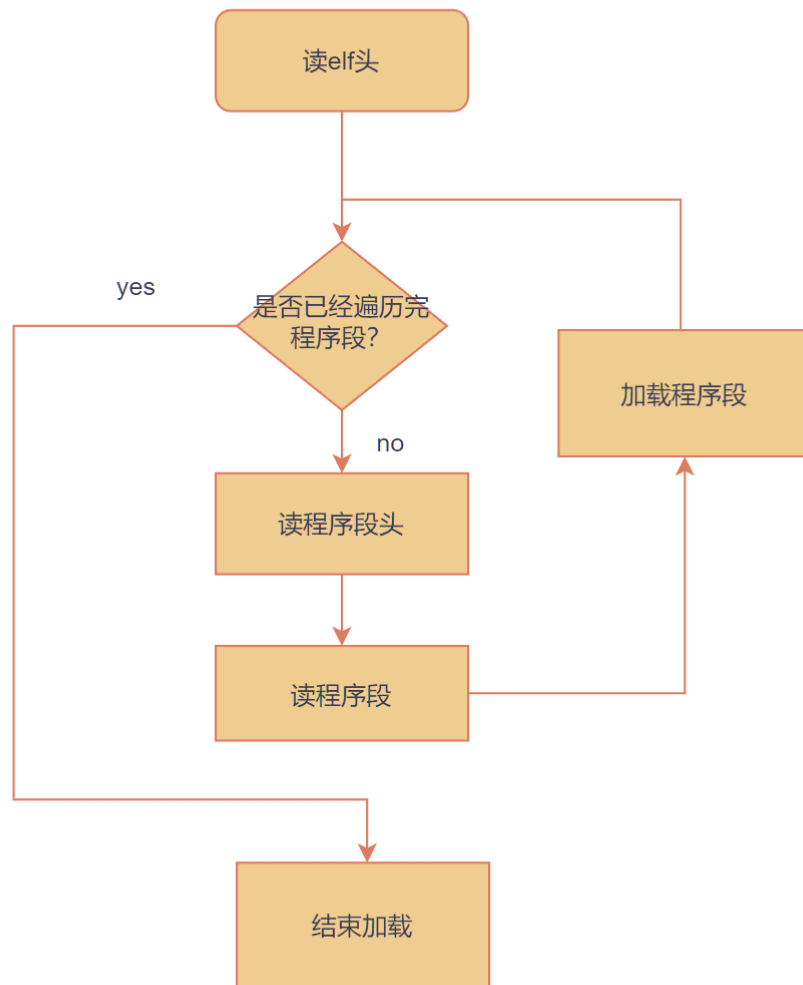 读elf头
yes
是否已经遍历完
程序段?
no
加载程序段
读程序段头
读程序段
结束加载